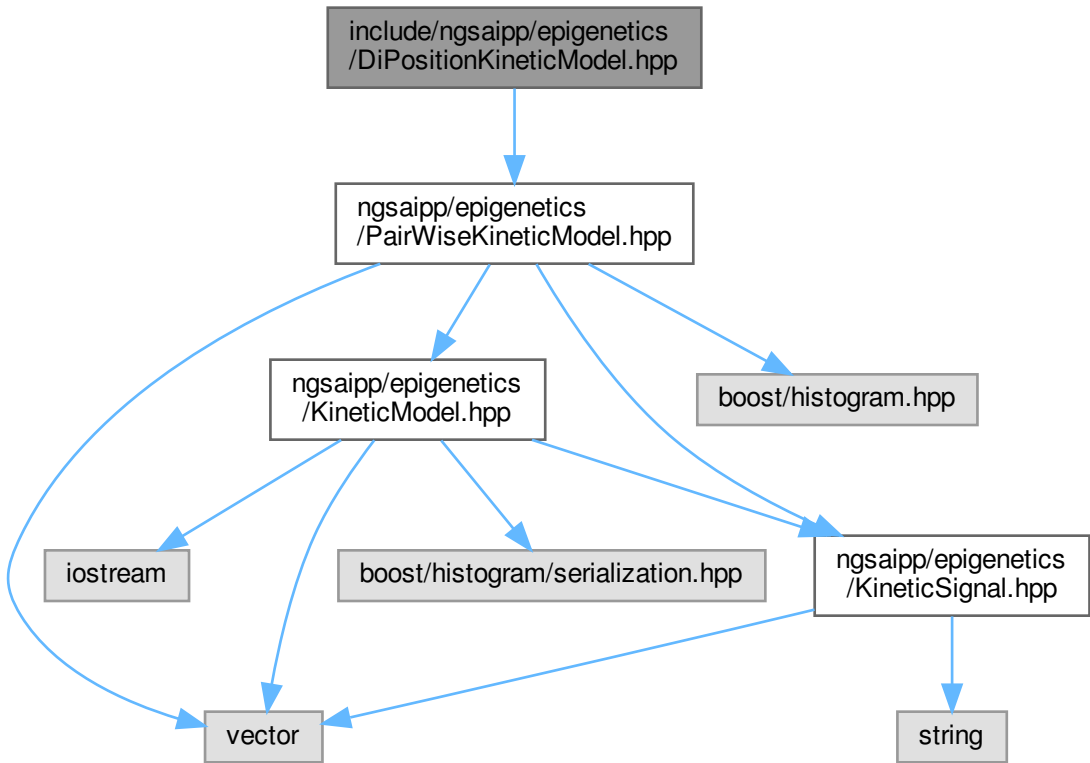 include/ngsaipp/epigenetics
/DiPositionKineticModel.hpp
ngsaipp/epigenetics
/PairWiseKineticModel.hpp
ngsaipp/epigenetics
/KineticModel.hpp
boost/histogram.hpp
iostream
boost/histogram/serialization.hpp
ngsaipp/epigenetics
/KineticSignal.hpp
vector
string